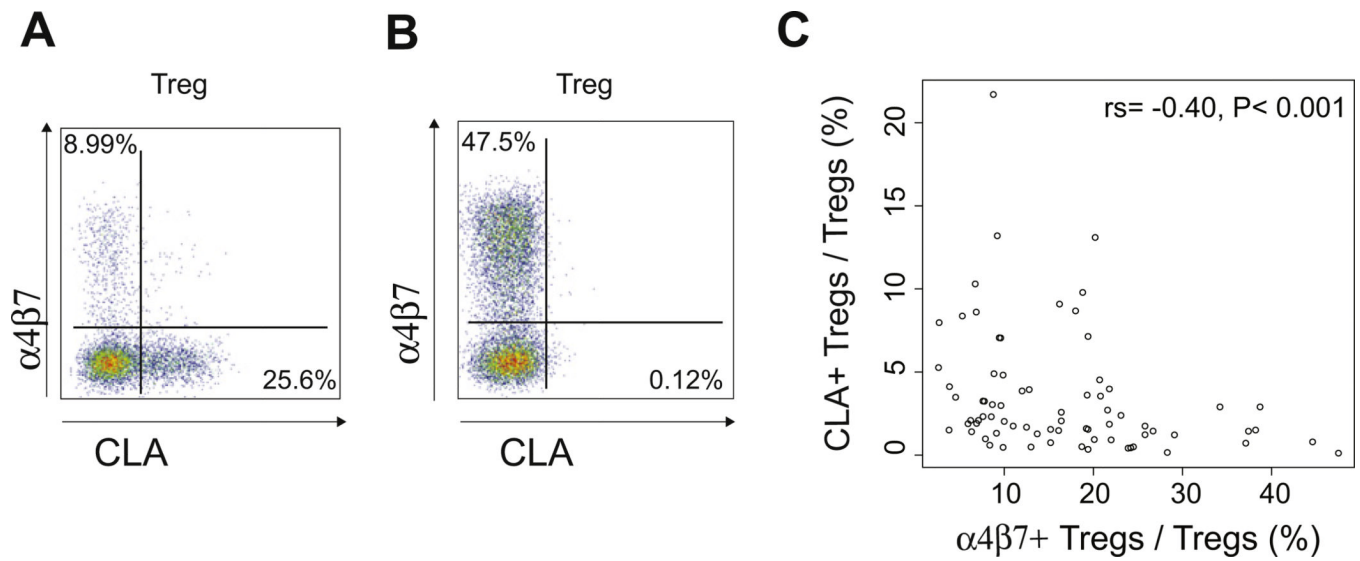 A
Treg
8.99%
25.6%
α4β7
CLA
B
Treg
47.5%
0.12%
α4β7
CLA
C
rs= -0.40, P< 0.001
CLA+ Tregs / Tregs (%)
20
15
10
5
0
10 20 30 40
α4β7+ Tregs / Tregs (%)